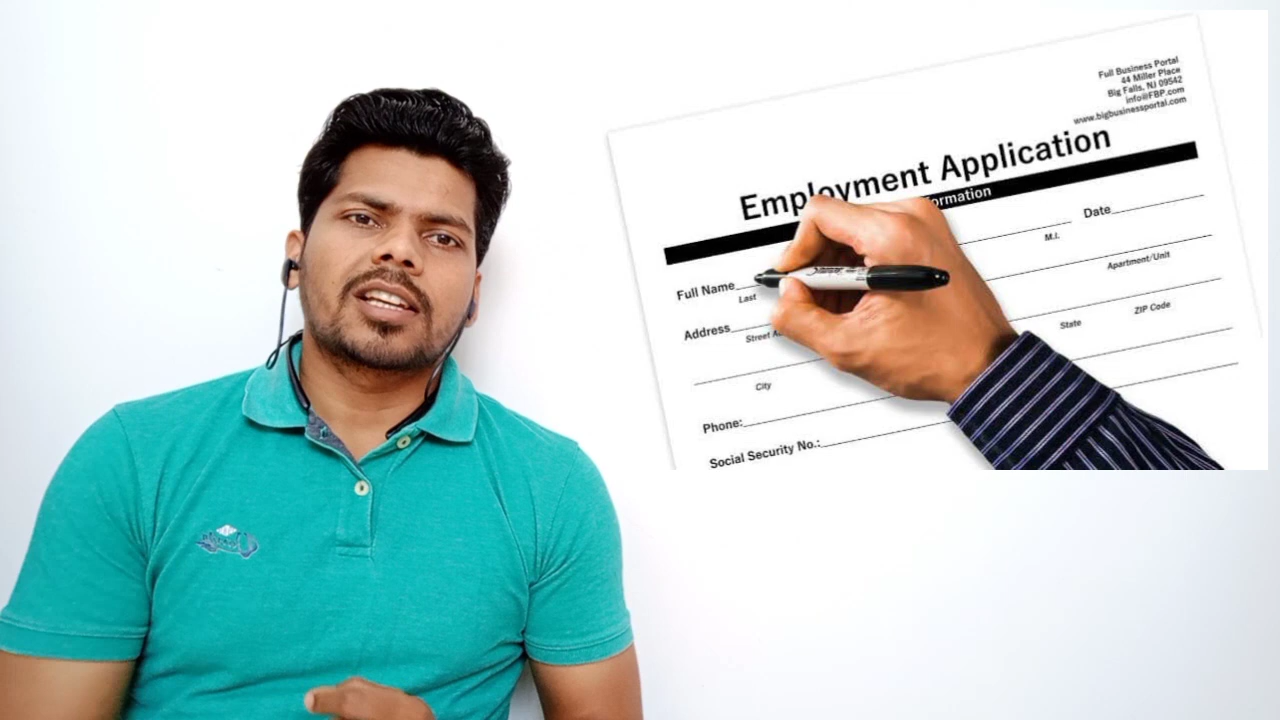 Full Business Portal
44 Miller Place
Big Falls, NJ 09542
info@FBP.com
www.bigbusinessportal.com
Employment Application
formation
Date
M.I.
Full Name
Last
Apartment/Unit
Address
Street
State
ZIP Code
City
Phone:
Social Security No.: